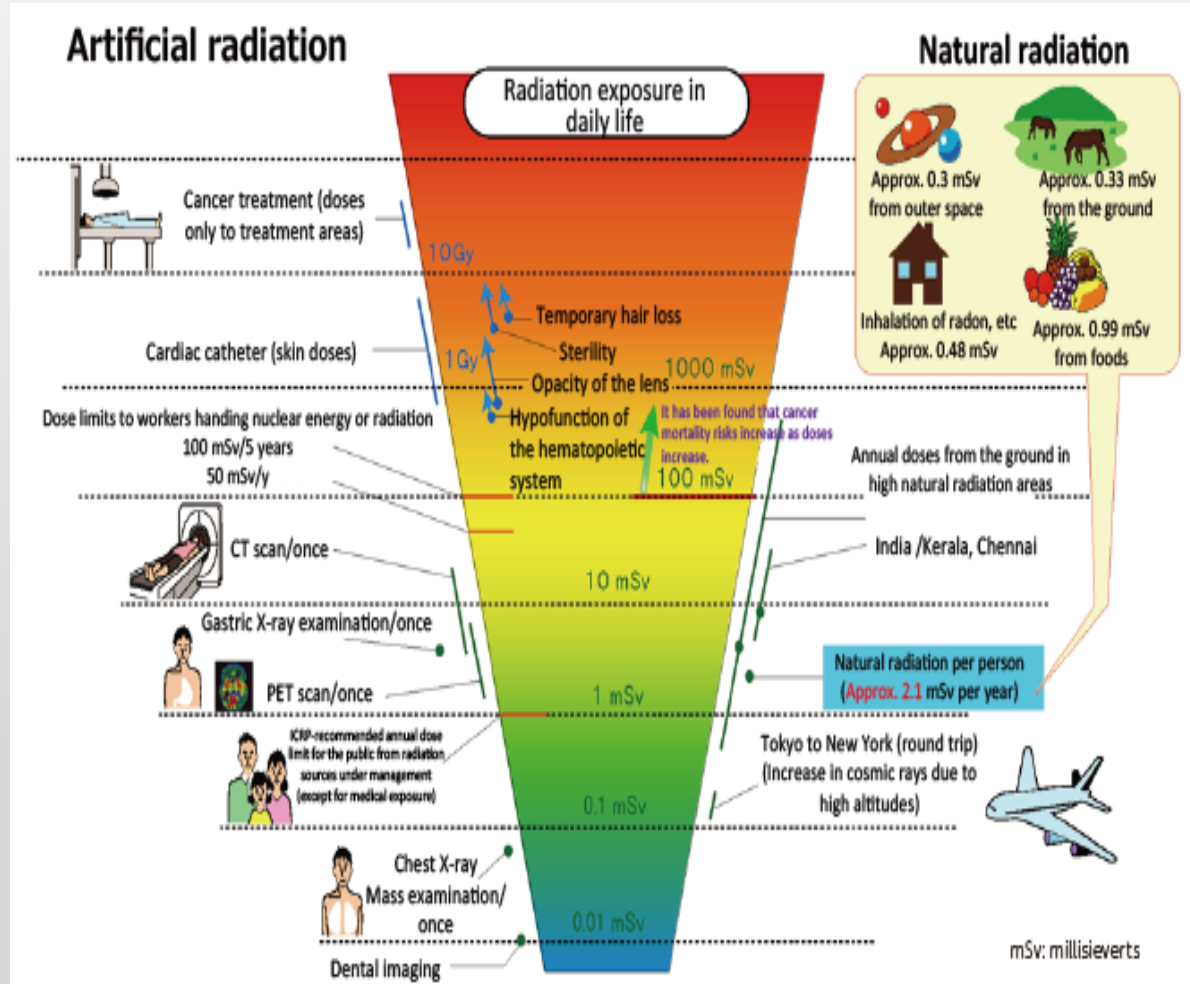 Artificial radiation
Natural radiation
Radiation exposure in
daily life
Approx. 0.3 mSv
from outer space
Approx. 0.33 mSv
from the ground
Inhalation of radon, etc
Approx. 0.48 mSv
Approx. 0.99 mSv
from foods
Cancer treatment (doses
only to treatment areas)
10Gy
Temporary hair loss
Sterility
Cardiac catheter (skin doses)
1Gy
1000 mSv
Opacity of the lens
Dose limits to workers handing nuclear energy or radiation
100 mSv/5 years
50 mSv/y
Hypofunction of
the hematopoletic
system
It has been found that cancer
mortality risks increase as doses
increase.
100 mSv
Annual doses from the ground in
high natural radiation areas
CT scan/once
India /Kerala, Chennai
10 mSv
Gastric X-ray examination/once
PET scan/once
1 mSv
Natural radiation per person
(Approx. 2.1 mSv per year)
ICRP-recommended annual dose
limit for the public from radiation
sources under management
(except for medical exposure)
Tokyo to New York (round trip)
(Increase in cosmic rays due to
high altitudes)
0.1 mSv
Chest X-ray
Mass examination/
once
0.01 mSv
Dental imaging
mSv: millisieverts